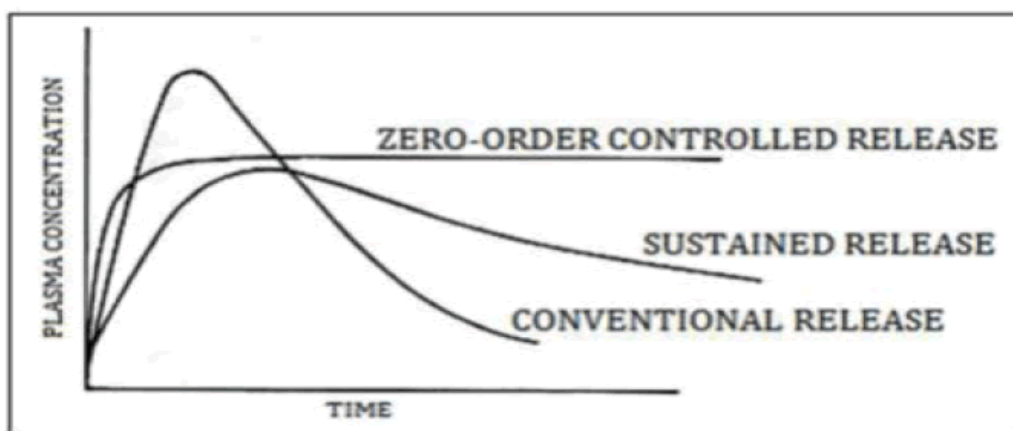 PLASMA CONCENTRATION
ZERO-ORDER CONTROLLED RELEASE
SUSTAINED RELEASE
CONVENTIONAL RELEASE
TIME